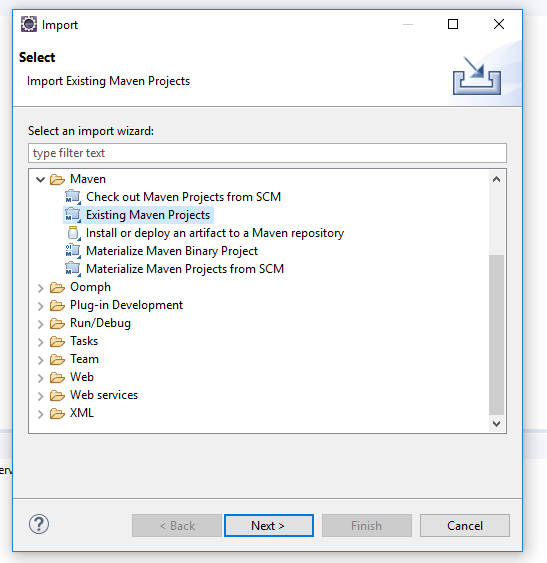 Import
Select
Import Existing Maven Projects
Select an import wizard:
type filter text
Maven
Check out Maven Projects from SCM
Existing Maven Projects
Install or deploy an artifact to a Maven repository
Materialize Maven Binary Project
Materialize Maven Projects from SCM
Oomph
Plug-in Development
Run/Debug
Tasks
Team
Web
Web services
XML
? < Back Next > Finish Cancel